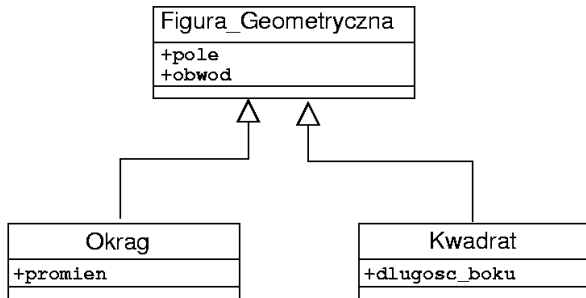 Figura_Geometryczna
+pole
+obwod
Okrag
+promien
Kwadrat
+dlugosc_boku